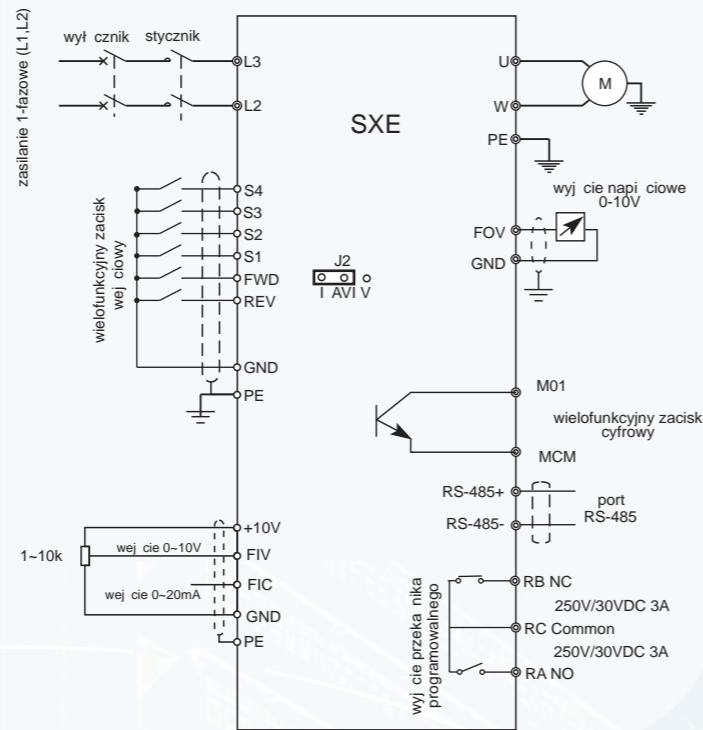 zasilanie 1-fazowe (L1,L2)
wył cznik
stycznik
L3
L2
SXE
U
W
PE
M
wielofunkcyjny zacisk
wej ciowy
S4
S3
S2
S1
FWD
REV
GND
PE
J2
I AVI V
wyj cie napi ciowe
0-10V
FOV
GND
M01
wielofunkcyjny zacisk
cyfrowy
MCM
RS-485+
RS-485-
port
RS-485
1~10k
+10V
wej cie 0~10V
FIV
wej cie 0~20mA
FIC
GND
PE
wyj cie przeka nika
programowalnego
RB NC
250V/30VDC 3A
RC Common
250V/30VDC 3A
RA NO